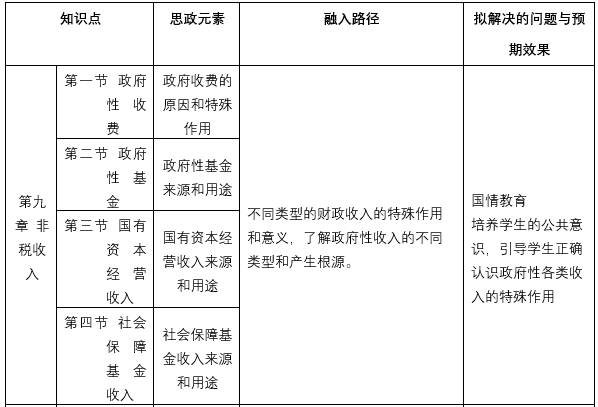 知识点
思政元素
融入路径
拟解决的问题与预
期效果
第九
章 非
税收
入
第一节 政府
性 收
费
政府收费的
原因和特殊
作用
第二节 政府
性 基
金
政府性基金
来源和用途
第三节 国有
资 本
经 营
收入
国有资本经
营收入来源
和用途
第四节 社会
保 障
基 金
收入
社会保障基
金收入来源
和用途
不同类型的财政收入的特殊作用
和意义，了解政府性收入的不同
类型和产生根源。
国情教育
培养学生的公共意
识，引导学生正确
认识政府性各类收
入的特殊作用